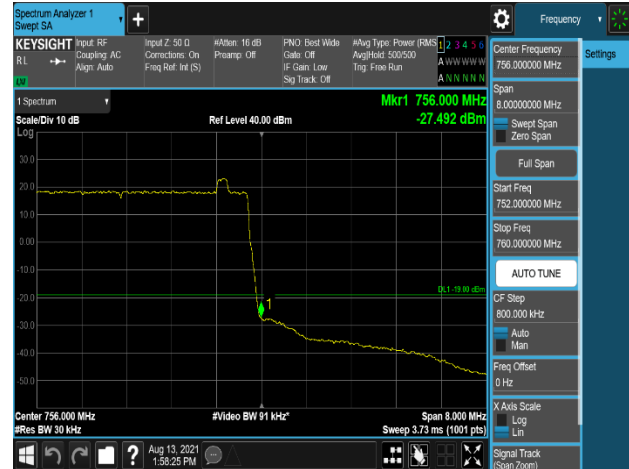 Spectrum Analyzer 1
Swept SA
+
Frequency
KEYSIGHT
RL
LM
Input: RF
Coupling: AC
Align: Auto
Input Z: 50 Ω
Corrections: On
Freq Ref: Int (S)
#Atten: 16 dB
Preamp: Off
PNO: Best Wide
Gate: Off
IF Gain: Low
Sig Track: Off
#Avg Type: Power (RMS
Avg|Hold: 500/500
Trig: Free Run
1 2 3 4 5 6
A W W W W W
A N N N N N
1 Spectrum
Scale/Div 10 dB
Log
Ref Level 40.00 dBm
Mkr1 756.000 MHz
-27.492 dBm
30.0
20.0
10.0
0.00
-10.0
-20.0
-30.0
-40.0
-50.0
DL1 -19.00 dBm
1
Center 756.000 MHz
#Res BW 30 kHz
#Video BW 91 kHz*
Span 8.000 MHz
Sweep 3.73 ms (1001 pts)
Aug 13, 2021
1:58:25 PM
?
Center Frequency
756.000000 MHz
Settings
Span
8.00000000 MHz
Swept Span
Zero Span
Full Span
Start Freq
752.000000 MHz
Stop Freq
760.000000 MHz
AUTO TUNE
CF Step
800.000 kHz
Auto
Man
Freq Offset
0 Hz
X Axis Scale
Log
Lin
Signal Track
(Span Zoom)